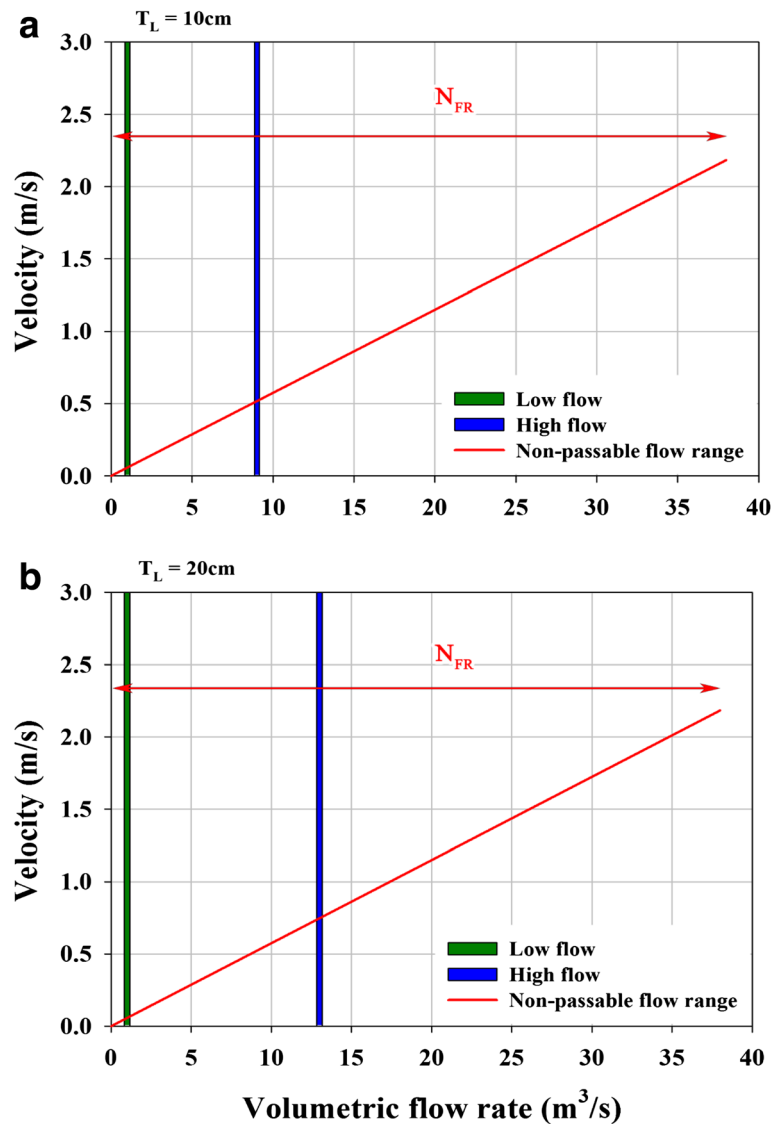 a
T_L = 10cm
3.0
2.5
2.0
1.5
1.0
0.5
0.0
Velocity (m/s)
N_FR
Low flow
High flow
Non-passable flow range
0 5 10 15 20 25 30 35 40
b
T_L = 20cm
3.0
2.5
2.0
1.5
1.0
0.5
0.0
Velocity (m/s)
N_FR
Low flow
High flow
Non-passable flow range
0 5 10 15 20 25 30 35 40
Volumetric flow rate (m³/s)